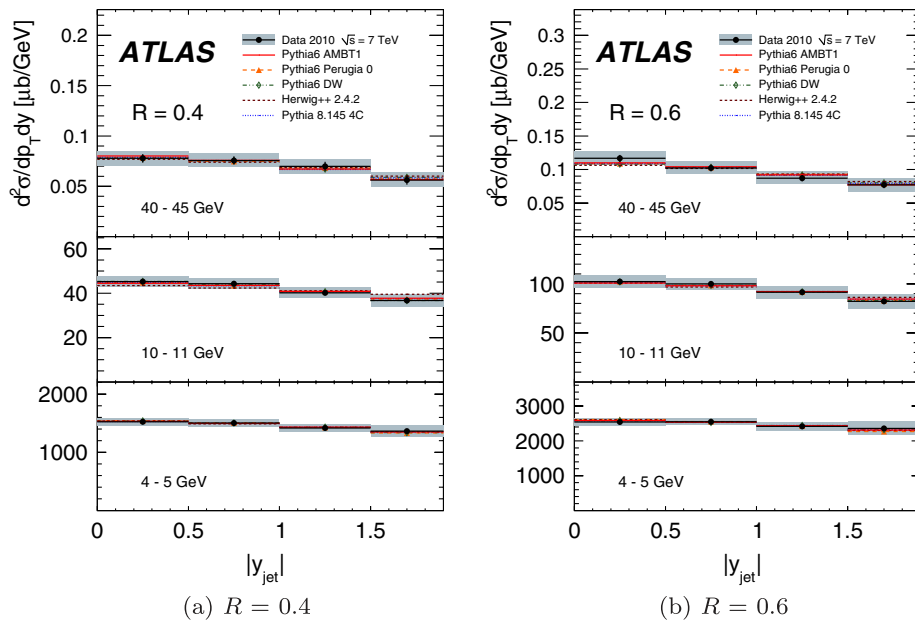 ATLAS
Data 2010 √s = 7 TeV
Pythia6 AMBT1
Pythia6 Perugia 0
Pythia6 DW
Herwig++ 2.4.2
Pythia 8.145 4C
R = 0.4
d²σ/dp_T dy [μb/GeV]
0.2
0.15
0.1
0.05
40 - 45 GeV
60
40
20
10 - 11 GeV
2000
1000
4 - 5 GeV
0 0.5 1 1.5
|y_jet|
(a) R = 0.4
ATLAS
Data 2010 √s = 7 TeV
Pythia6 AMBT1
Pythia6 Perugia 0
Pythia6 DW
Herwig++ 2.4.2
Pythia 8.145 4C
R = 0.6
d²σ/dp_T dy [μb/GeV]
0.3
0.25
0.2
0.15
0.1
0.05
40 - 45 GeV
100
50
10 - 11 GeV
3000
2000
1000
4 - 5 GeV
0 0.5 1 1.5
|y_jet|
(b) R = 0.6